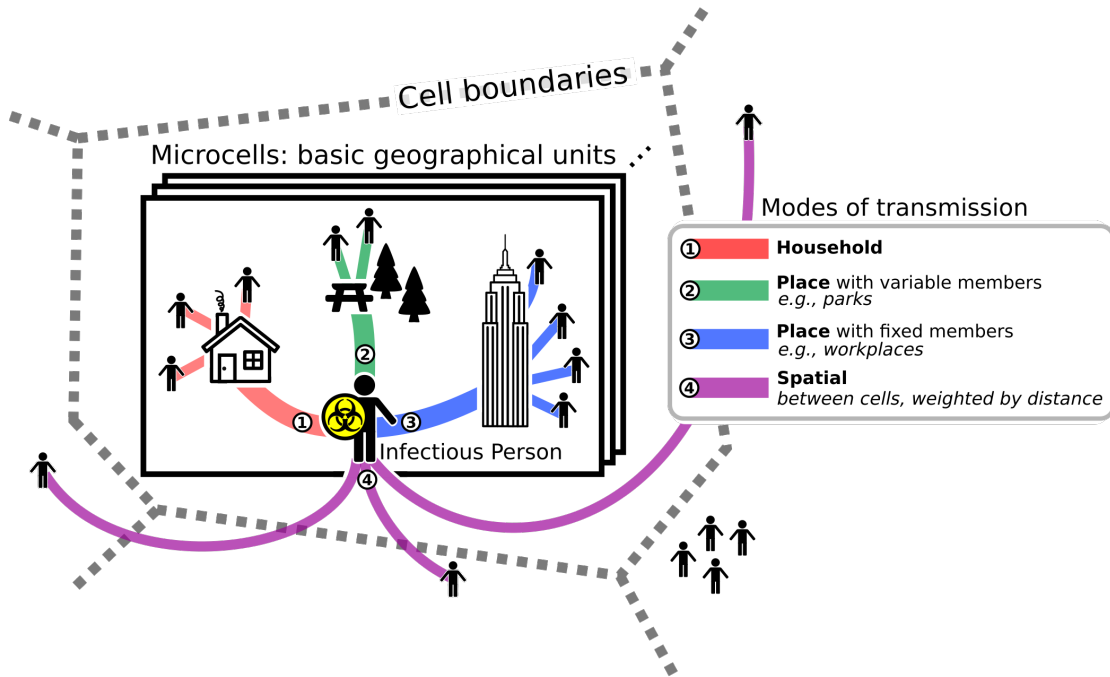 Cell boundaries
Microcells: basic geographical units ...
Modes of transmission
① Household
② Place with variable members
e.g., parks
③ Place with fixed members
e.g., workplaces
④ Spatial
between cells, weighted by distance
②
① ③
Infectious Person
④